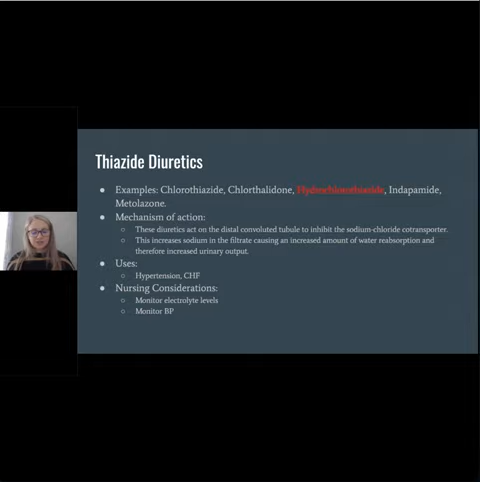 Thiazide Diuretics
Examples: Chlorothiazide, Chlorthalidone, Hydrochlorothiazide, Indapamide,
Metolazone.
Mechanism of action:
These diuretics act on the distal convoluted tubule to inhibit the sodium-chloride cotransporter.
This increases sodium in the filtrate causing an increased amount of water reabsorption and
therefore increased urinary output.
Uses:
Hypertension, CHF
Nursing Considerations:
Monitor electrolyte levels
Monitor BP